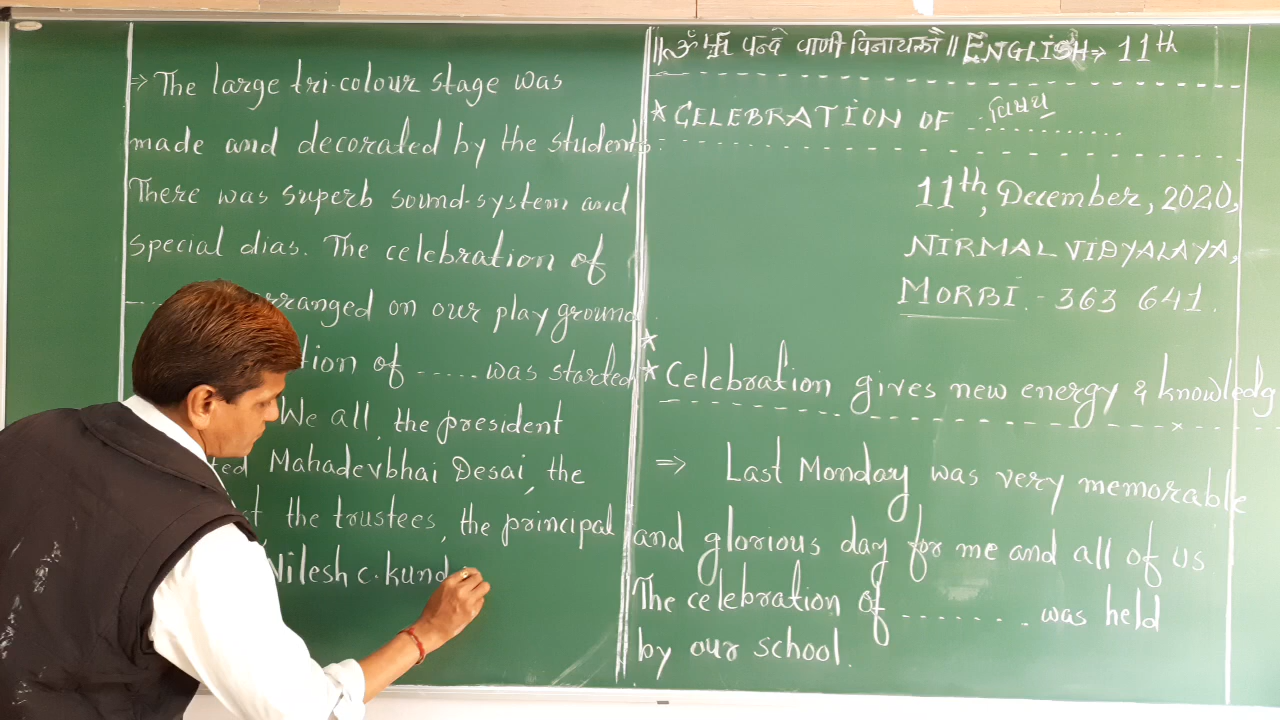 ॥ ॐ 卐 वन्दे वाणी विनायकौ ॥ ENGLISH → 11th
* CELEBRATION OF ............
વિષય
11th, December, 2020,
NIRMAL VIDYALAYA,
MORBI - 363 641.
* Celebration gives new energy & knowledg
⇒ Last Monday was very memorable
and glorious day for me and all of us
The celebration of ........ was held
by our school.
⇒ The large tri-colour stage was
made and decorated by the students.
There was superb sound-system and
special dias. The celebration of
arranged on our play ground.
tion of ...... was started
We all, the president
Mahadevbhai Desai, the
the trustees, the principal
Nilesh c. kund